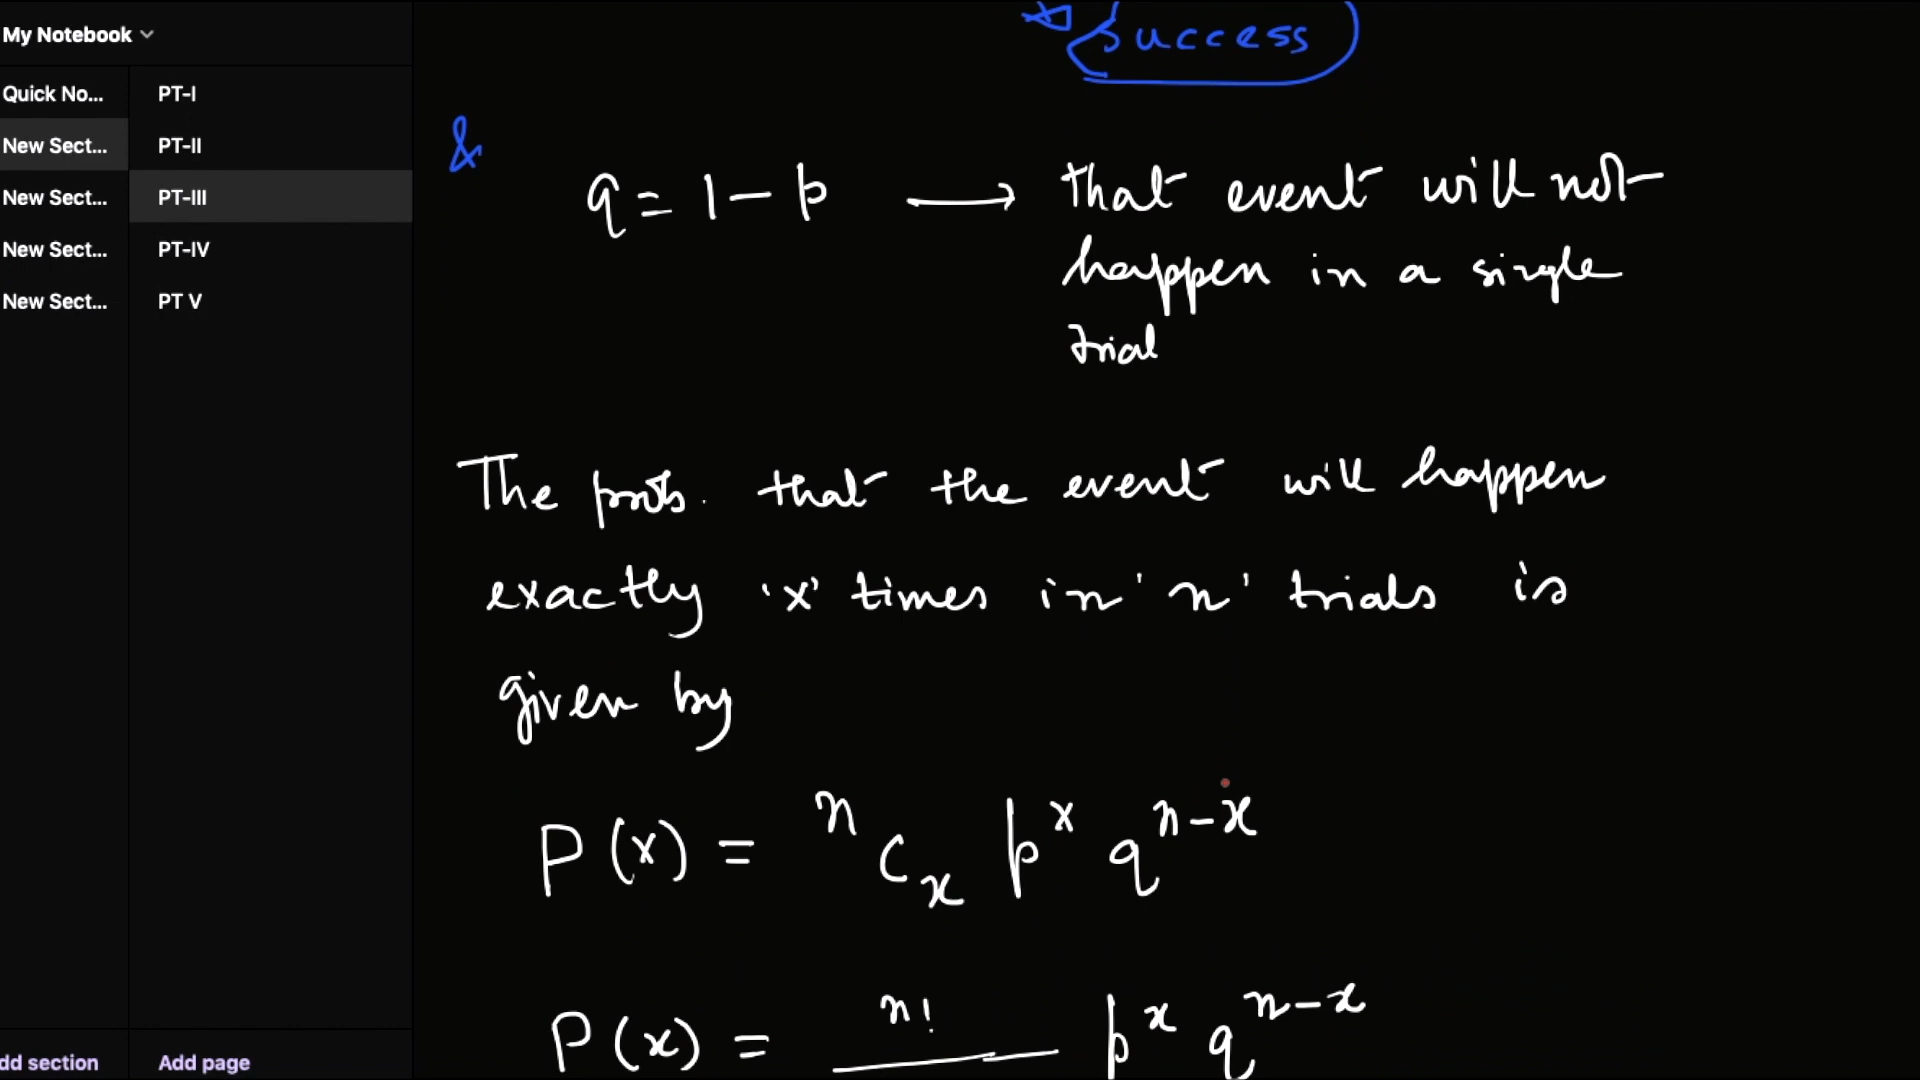 My Notebook
Quick No...
New Sect...
New Sect...
New Sect...
New Sect...
dd section
PT-I
PT-II
PT-III
PT-IV
PT V
Add page
Success
&
q = 1 - p → that event will not
happen in a single
trial
The prob. that the event will happen
exactly 'x' times in 'n' trials is
given by
P(x) = ⁿCₓ pˣ qⁿ⁻ˣ
P(x) = n! pˣ qⁿ⁻ˣ